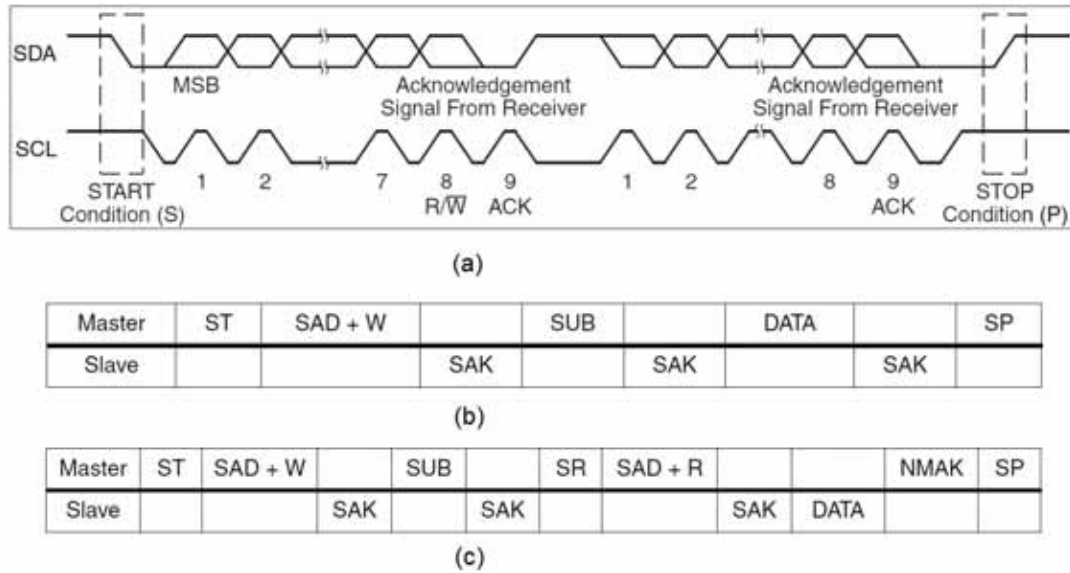 SDA
MSB
Acknowledgement
Signal From Receiver
Acknowledgement
Signal From Receiver
SCL
1 2 7 8 9 1 2 8 9
R/W̅ ACK ACK
START
Condition (S)
STOP
Condition (P)
(a)
Master ST SAD + W SUB DATA SP
Slave SAK SAK SAK
(b)
Master ST SAD + W SUB SR SAD + R NMAK SP
Slave SAK SAK SAK DATA
(c)